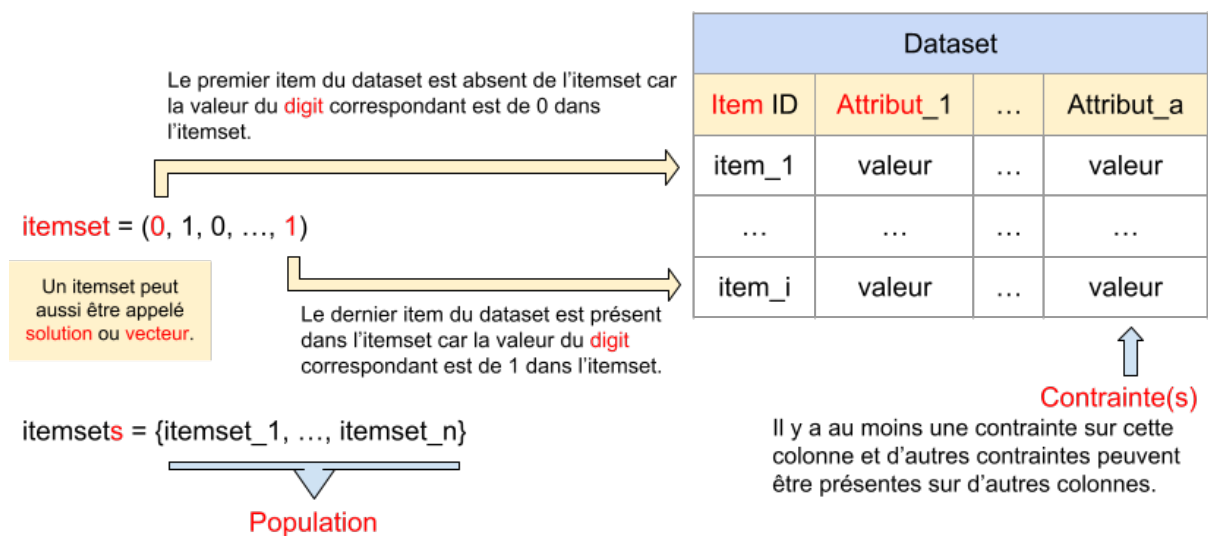 Le premier item du dataset est absent de l'itemset car
la valeur du digit correspondant est de 0 dans
l'itemset.
itemset = (0, 1, 0, …, 1)
Un itemset peut
aussi être appelé
solution ou vecteur.
Le dernier item du dataset est présent
dans l'itemset car la valeur du digit
correspondant est de 1 dans l'itemset.
itemsets = {itemset_1, …, itemset_n}
Population
Dataset
Item ID Attribut_1 … Attribut_a
item_1 valeur … valeur
… … … …
item_i valeur … valeur
Contrainte(s)
Il y a au moins une contrainte sur cette
colonne et d'autres contraintes peuvent
être présentes sur d'autres colonnes.